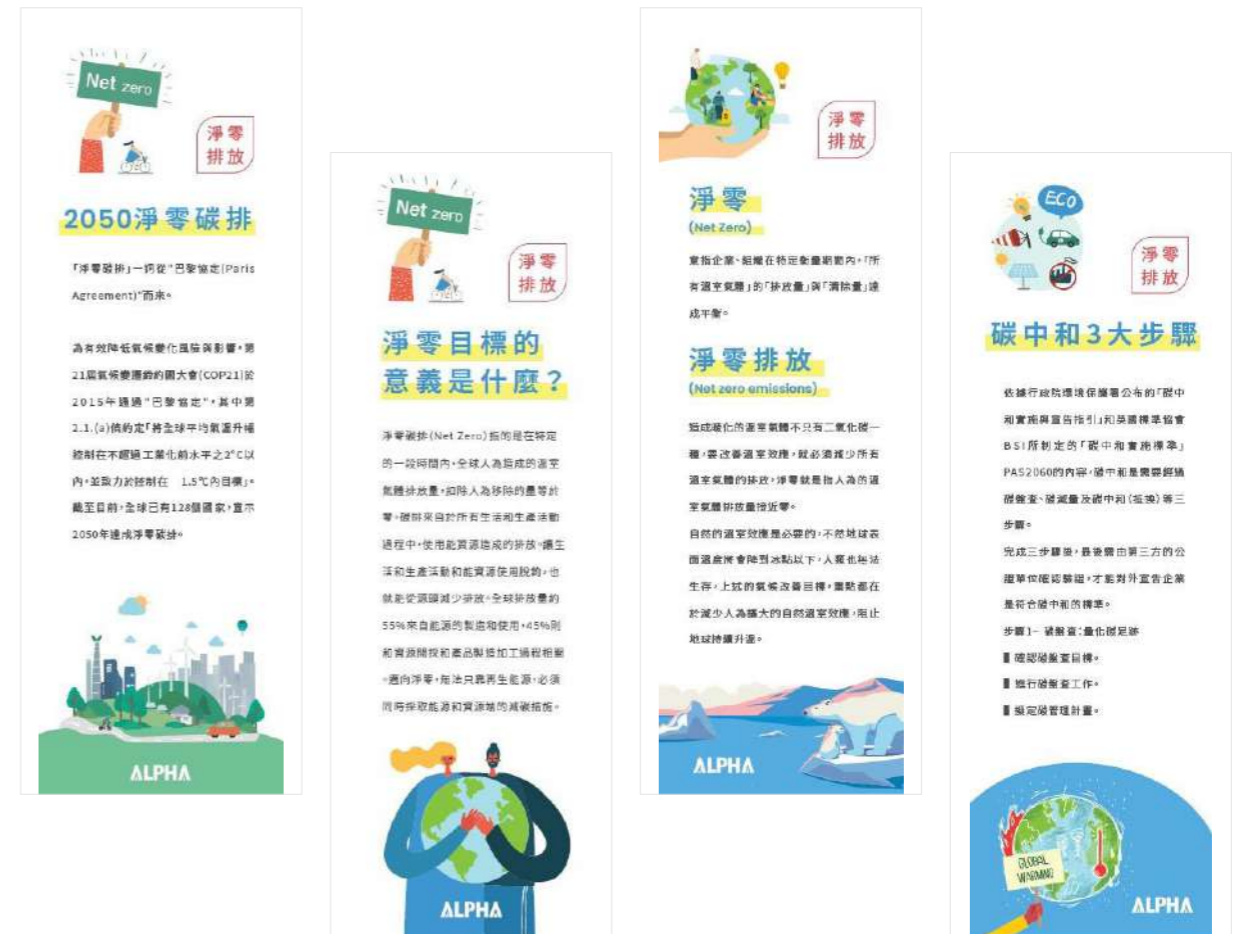 Net zero
淨零
排放
2050淨零碳排
「淨零碳排」一詞從"巴黎協定(Paris
Agreement)"而來。
為有效降低氣候變化風險與影響，第
21屆氣候變遷締約國大會(COP21)於
2015年通過"巴黎協定"，其中第
2.1.(a)條約定「將全球平均氣溫升幅
控制在不超過工業化前水平之2°C以
內，並致力於控制在 1.5℃內目標」。
截至目前，全球已有128個國家，宣示
2050年達成淨零碳排。
ALPHA
Net zero
淨零
排放
淨零目標的
意義是什麼？
淨零碳排(Net Zero)指的是在特定
的一段時間內，全球人為造成的溫室
氣體排放量，扣除人為移除的量等於
零。碳排來自於所有生活和生產活動
過程中，使用能資源造成的排放。讓生
活和生產活動和能資源使用脫鉤，也
就能從源頭減少排放。全球排放量約
55%來自能源的製造和使用，45%則
和資源開採和產品製造加工過程相關
。邁向淨零，無法只靠再生能源，必須
同時採取能源和資源端的減碳措施。
ALPHA
淨零
排放
淨零
(Net Zero)
意指企業、組織在特定衡量期間內，「所
有溫室氣體」的「排放量」與「清除量」達
成平衡。
淨零排放
(Net zero emissions)
造成暖化的溫室氣體不只有二氧化碳一
種，要改善溫室效應，就必須減少所有
溫室氣體的排放，淨零就是指人為的溫
室氣體排放量接近零。
自然的溫室效應是必要的，不然地球表
面溫度會降到冰點以下，人類也無法
生存，上述的氣候改善目標，重點都在
於減少人為擴大的自然溫室效應，阻止
地球持續升溫。
ALPHA
ECO
淨零
排放
碳中和3大步驟
依據行政院環境保護署公布的「碳中
和實施與宣告指引」和英國標準協會
BSI所制定的「碳中和實施標準」
PAS2060的內容，碳中和是需要經過
碳盤查、碳減量及碳中和(抵換)等三
步驟。
完成三步驟後，最後需由第三方的公
證單位確認驗證，才能對外宣告企業
是符合碳中和的標準。
步驟1- 碳盤查：量化碳足跡
▋確認碳盤查目標。
▋進行碳盤查工作。
▋擬定碳管理計畫。
GLOBAL
WARMING
ALPHA